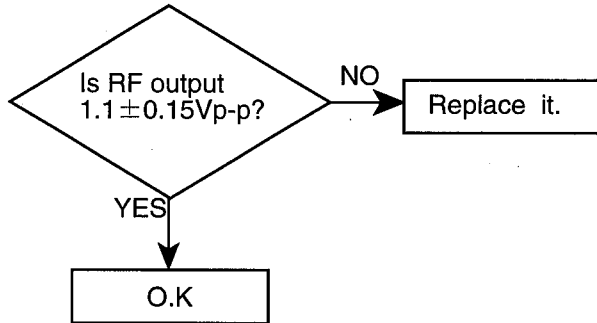 Is RF output
1.1±0.15Vp-p?
NO
Replace it.
YES
O.K